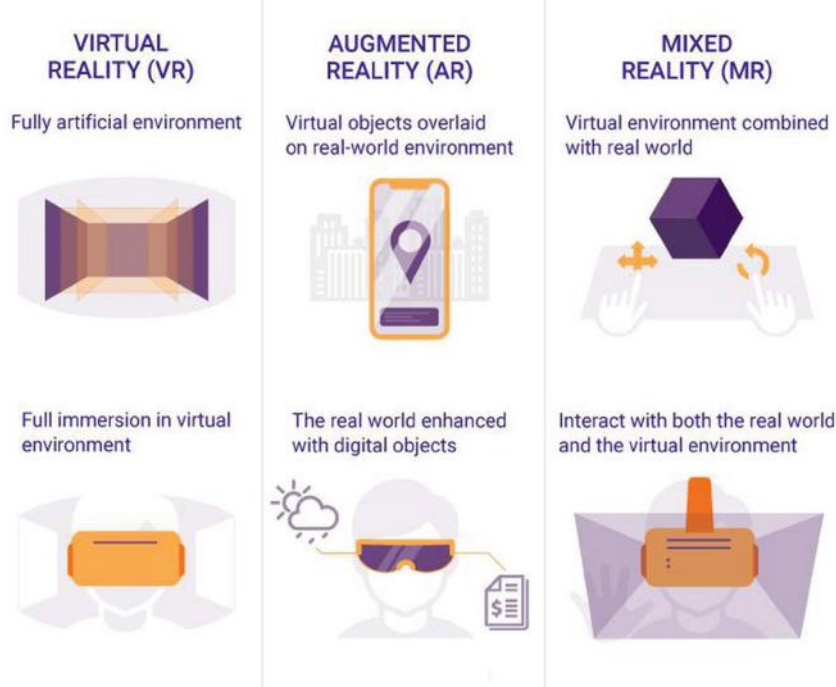 VIRTUAL
REALITY (VR)
Fully artificial environment
Full immersion in virtual
environment
AUGMENTED
REALITY (AR)
Virtual objects overlaid
on real-world environment
The real world enhanced
with digital objects
$
MIXED
REALITY (MR)
Virtual environment combined
with real world
Interact with both the real world
and the virtual environment